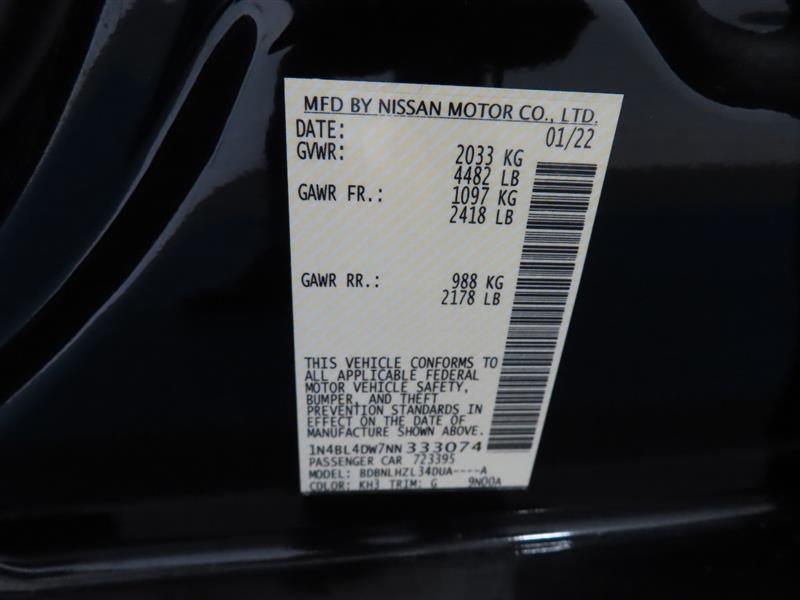 MFD BY NISSAN MOTOR CO., LTD.
DATE: 01/22
GVWR: 2033 KG
4482 LB
GAWR FR.: 1097 KG
2418 LB
GAWR RR.: 988 KG
2178 LB
THIS VEHICLE CONFORMS TO
ALL APPLICABLE FEDERAL
MOTOR VEHICLE SAFETY,
BUMPER, AND THEFT
PREVENTION STANDARDS IN
EFFECT ON THE DATE OF
MANUFACTURE SHOWN ABOVE.
1N4BL4DW7NN333074
PASSENGER CAR 723395
MODEL: BDBNLHZL34DUA----A
COLOR: KH3 TRIM: G 9N00A